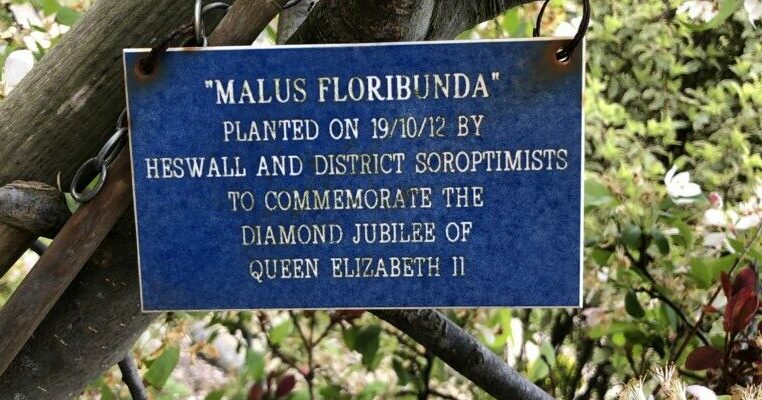 "MALUS FLORIBUNDA"
PLANTED ON 19/10/12 BY
HESWALL AND DISTRICT SOROPTIMISTS
TO COMMEMORATE THE
DIAMOND JUBILEE OF
QUEEN ELIZABETH II